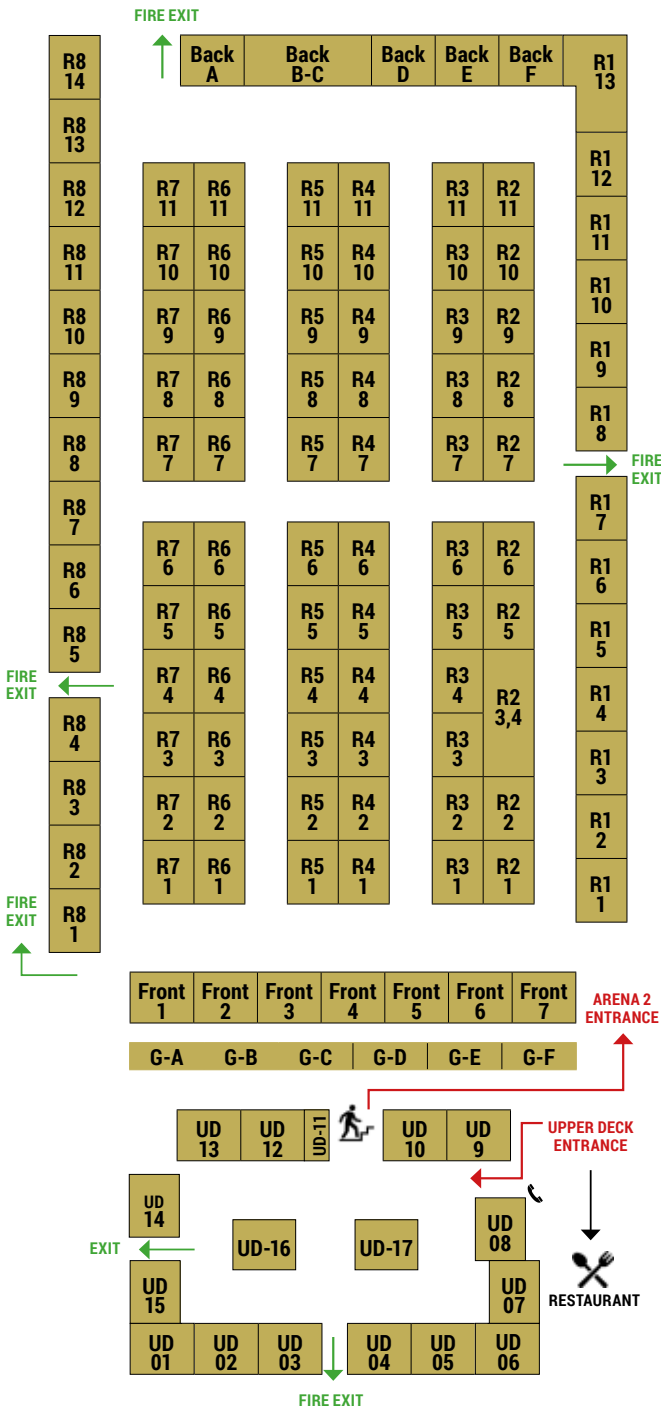 FIRE EXIT
Back
A
Back
B-C
Back
D
Back
E
Back
F
R1
13
R8
14
R8
13
R8
12
R8
11
R8
10
R8
9
R8
8
R8
7
R8
6
R8
5
FIRE
EXIT
R8
4
R8
3
R8
2
R8
1
FIRE
EXIT
R7
11
R6
11
R5
11
R4
11
R3
11
R2
11
R7
10
R6
10
R5
10
R4
10
R3
10
R2
10
R7
9
R6
9
R5
9
R4
9
R3
9
R2
9
R7
8
R6
8
R5
8
R4
8
R3
8
R2
8
R7
7
R6
7
R5
7
R4
7
R3
7
R2
7
R7
6
R6
6
R5
6
R4
6
R3
6
R2
6
R7
5
R6
5
R5
5
R4
5
R3
5
R2
5
R7
4
R6
4
R5
4
R4
4
R3
4
R2
3,4
R7
3
R6
3
R5
3
R4
3
R3
3
R7
2
R6
2
R5
2
R4
2
R3
2
R2
2
R7
1
R6
1
R5
1
R4
1
R3
1
R2
1
R1
12
R1
11
R1
10
R1
9
R1
8
FIRE
EXIT
R1
7
R1
6
R1
5
R1
4
R1
3
R1
2
R1
1
Front
1
Front
2
Front
3
Front
4
Front
5
Front
6
Front
7
ARENA 2
ENTRANCE
G-A G-B G-C G-D G-E G-F
UD
13
UD
12
UD-11
UD
10
UD
9
UPPER DECK
ENTRANCE
UD
14
EXIT
UD-16
UD-17
UD
08
UD
15
UD
07
RESTAURANT
UD
01
UD
02
UD
03
UD
04
UD
05
UD
06
FIRE EXIT